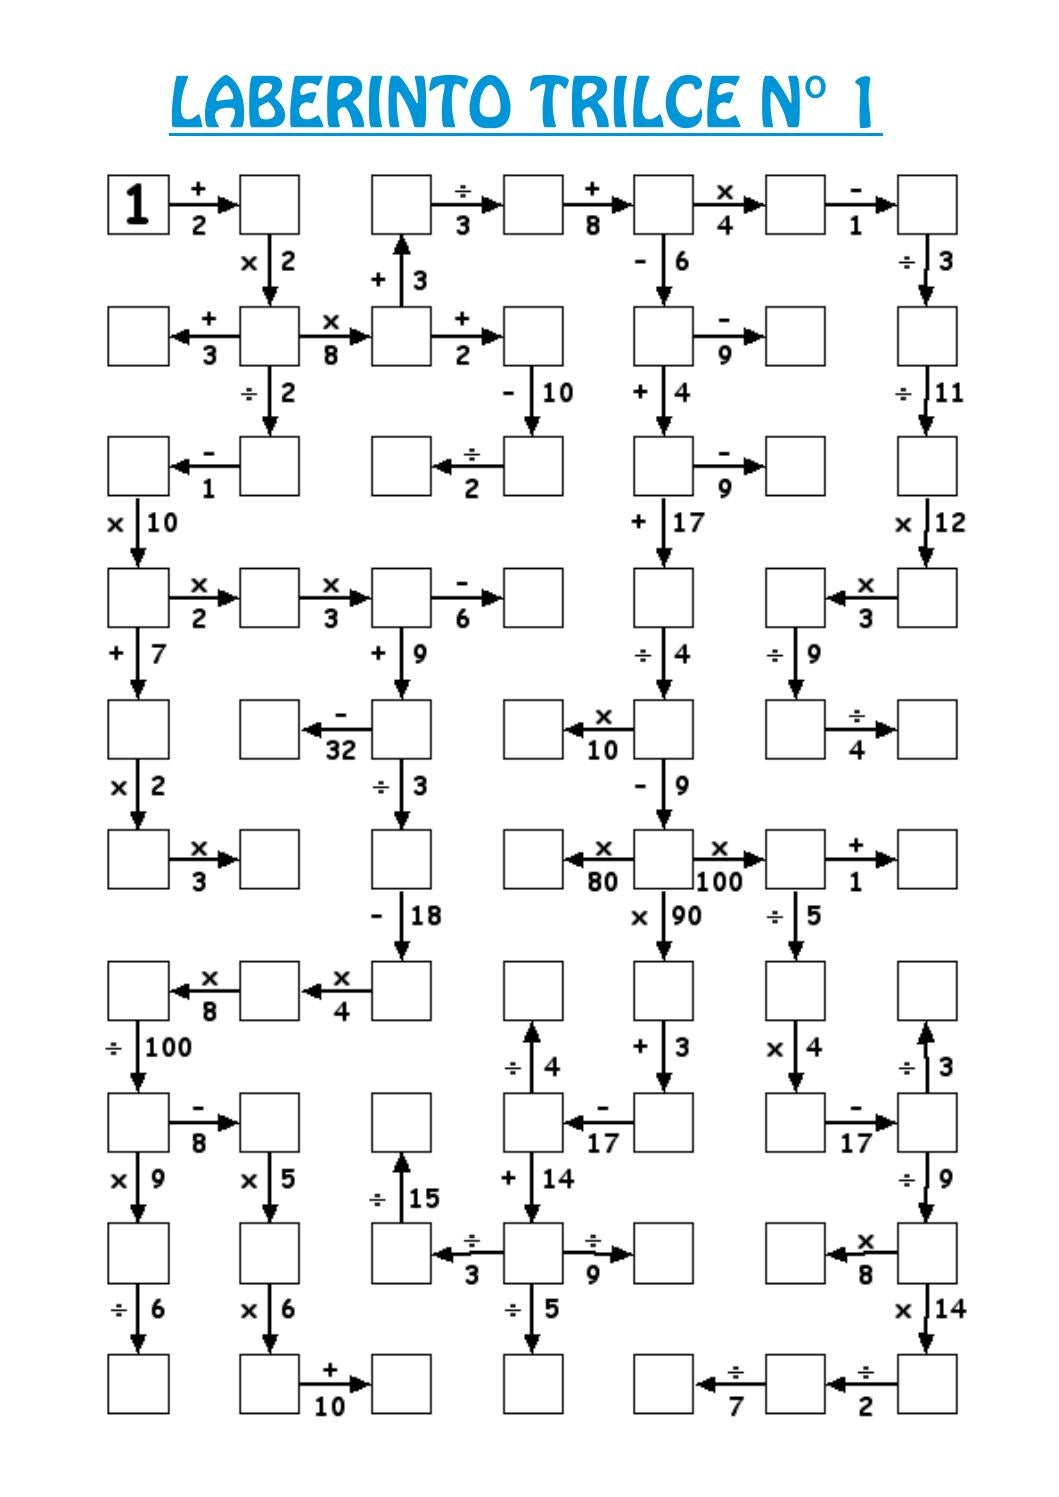 LABERINTO TRILCE Nº 1
1 + 2 ÷ 3 + 8 x 4 - 1
x 2 + 3 - 6 ÷ 3
+ 3 x 8 + 2 - 9
÷ 2 - 10 + 4 ÷ 11
- 1 ÷ 2 - 9
x 10 + 17 x 12
x 2 x 3 - 6 x 3
+ 7 + 9 ÷ 4 ÷ 9
- 32 x 10 ÷ 4
x 2 ÷ 3 - 9
x 3 x 80 x 100 + 1
- 18 x 90 ÷ 5
x 8 x 4
÷ 100 ÷ 4 + 3 x 4 ÷ 3
- 8 - 17 - 17
x 9 x 5 ÷ 15 + 14 ÷ 9
÷ 3 ÷ 9 x 8
÷ 6 x 6 ÷ 5 x 14
+ 10 ÷ 7 ÷ 2